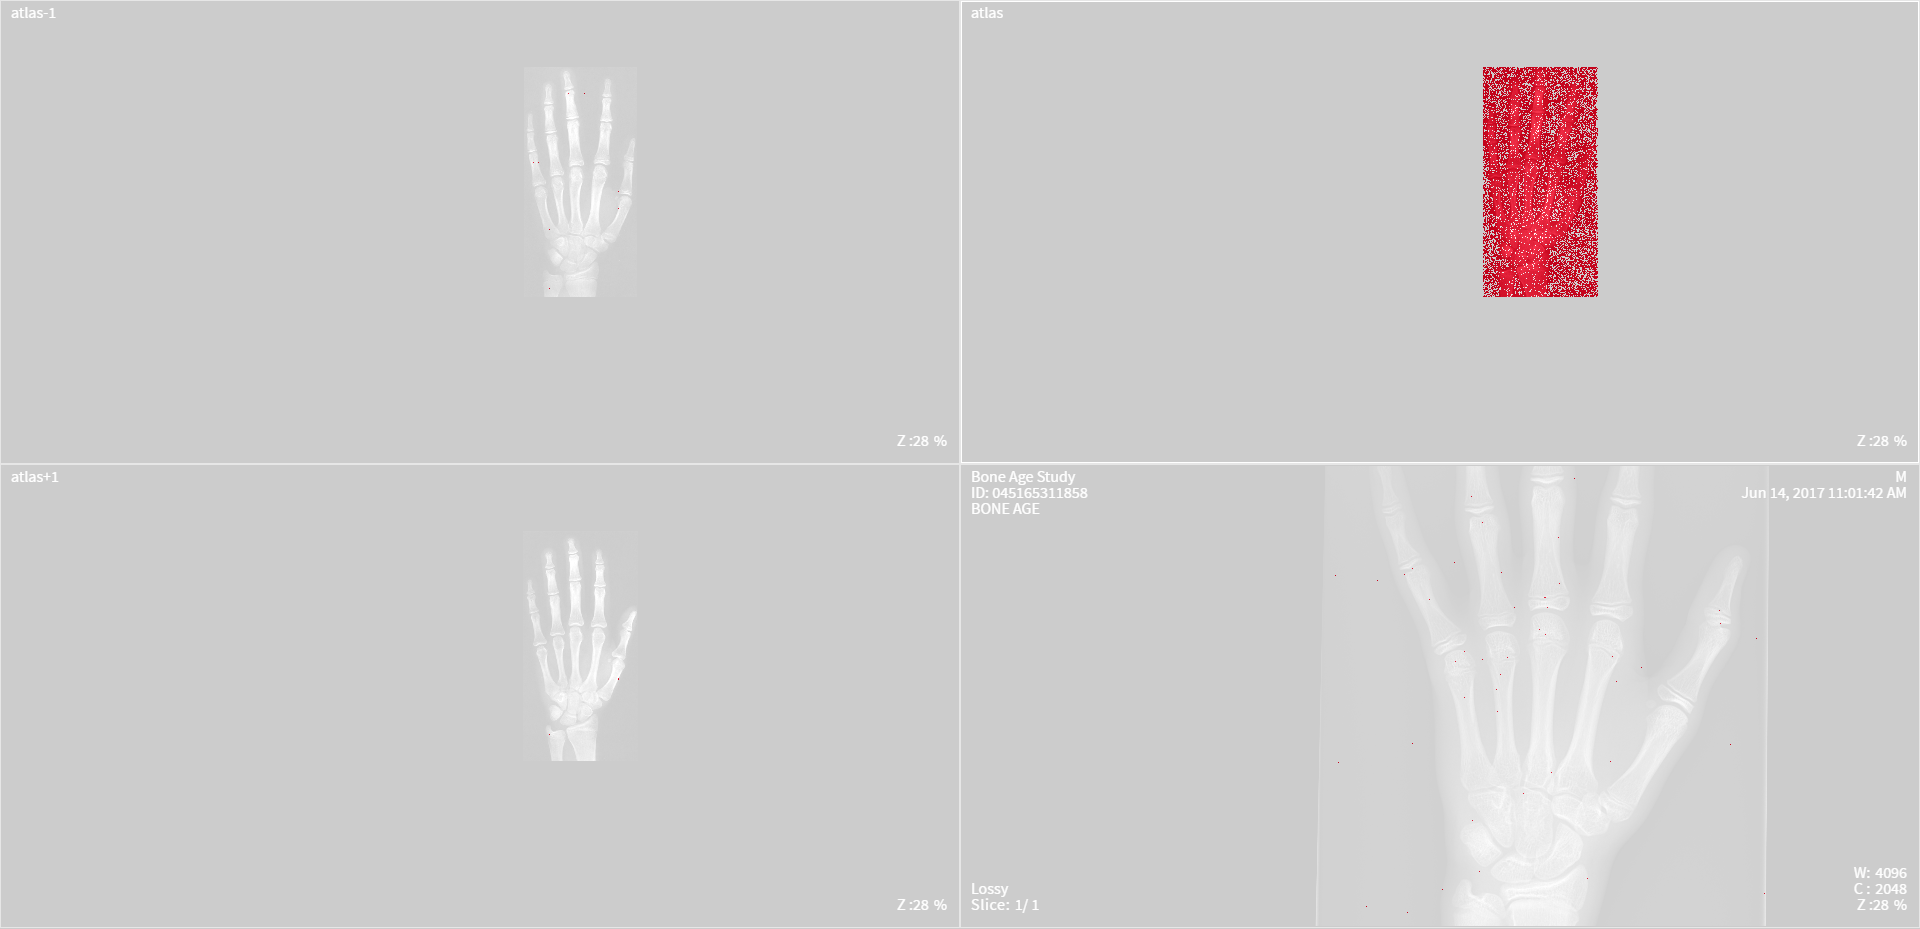 atlas-1
Z :28 %
atlas
Z :28 %
atlas+1
Z :28 %
Bone Age Study
ID: 045165311858
BONE AGE
M
Jun 14, 2017 11:01:42 AM
Lossy
Slice: 1/ 1
W: 4096
C : 2048
Z :28 %